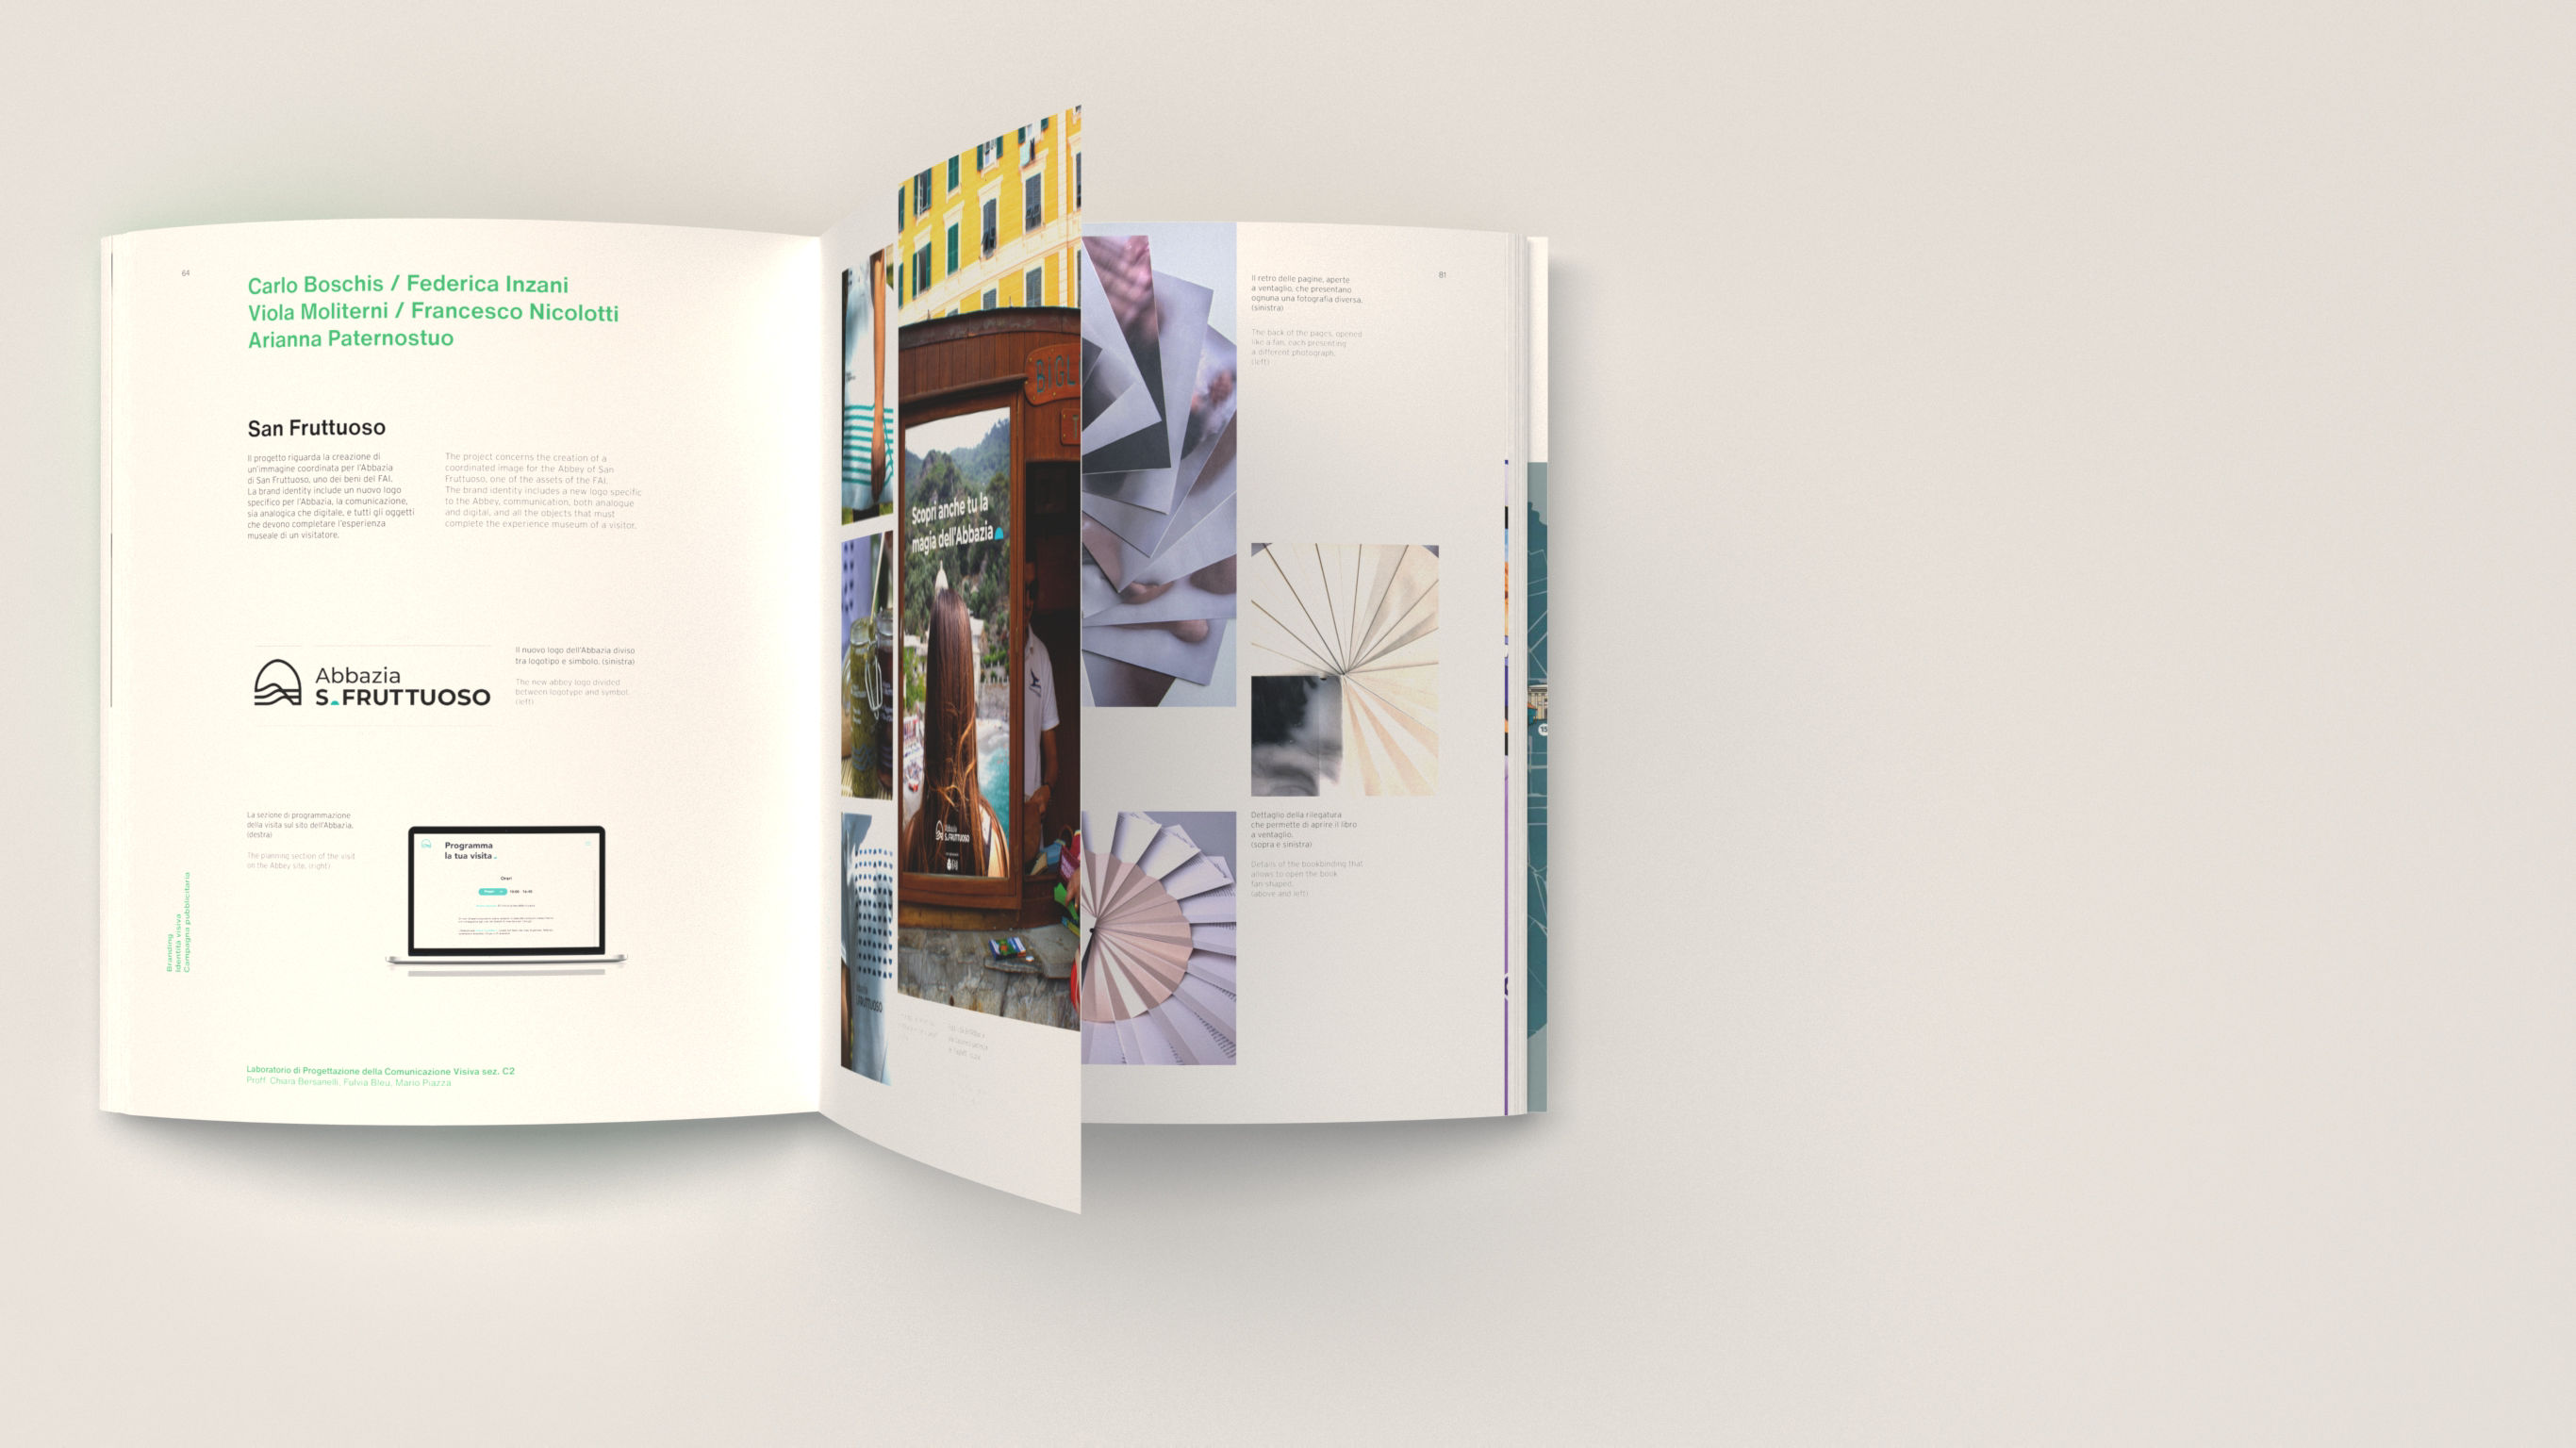 64
Carlo Boschis / Federica Inzani
Viola Moliterni / Francesco Nicolotti
Arianna Paternostuo
San Fruttuoso
Il progetto riguarda la creazione di
un'immagine coordinata per l'Abbazia
di San Fruttuoso, uno dei beni del FAI.
La brand identity include un nuovo logo
specifico per l'Abbazia, la comunicazione,
sia analogica che digitale, e tutti gli oggetti
che devono completare l'esperienza
museale di un visitatore.
The project concerns the creation of a
coordinated image for the Abbey of San
Fruttuoso, one of the assets of the FAI.
The brand identity includes a new logo specific
to the Abbey, communication, both analogue
and digital, and all the objects that must
complete the experience museum of a visitor.
Abbazia
S.FRUTTUOSO
Il nuovo logo dell'Abbazia diviso
tra logotipo e simbolo. (sinistra)
The new abbey logo divided
between logotype and symbol.
(left)
La sezione di programmazione
della visita sul sito dell'Abbazia.
(destra)
The planning section of the visit
on the Abbey site. (right)
Programma
la tua visita
Orari
Branding
Identità visiva
Campagna pubblicitaria
Laboratorio di Progettazione della Comunicazione Visiva sez. C2
Proff. Chiara Bersanelli, Fulvia Bleu, Mario Piazza
BIGL
T
Scopri anche tu la
magia dell'Abbazia
Abbazia
S.FRUTTUOSO
FAI
S.FRUTTUOSO
81
Il retro delle pagine, aperte
a ventaglio, che presentano
ognuna una fotografia diversa.
(sinistra)
The back of the pages, opened
like a fan, each presenting
a different photograph.
(left)
Dettaglio della rilegatura
che permette di aprire il libro
a ventaglio.
(sopra e sinistra)
Details of the bookbinding that
allows to open the book
fan-shaped.
(above and left)